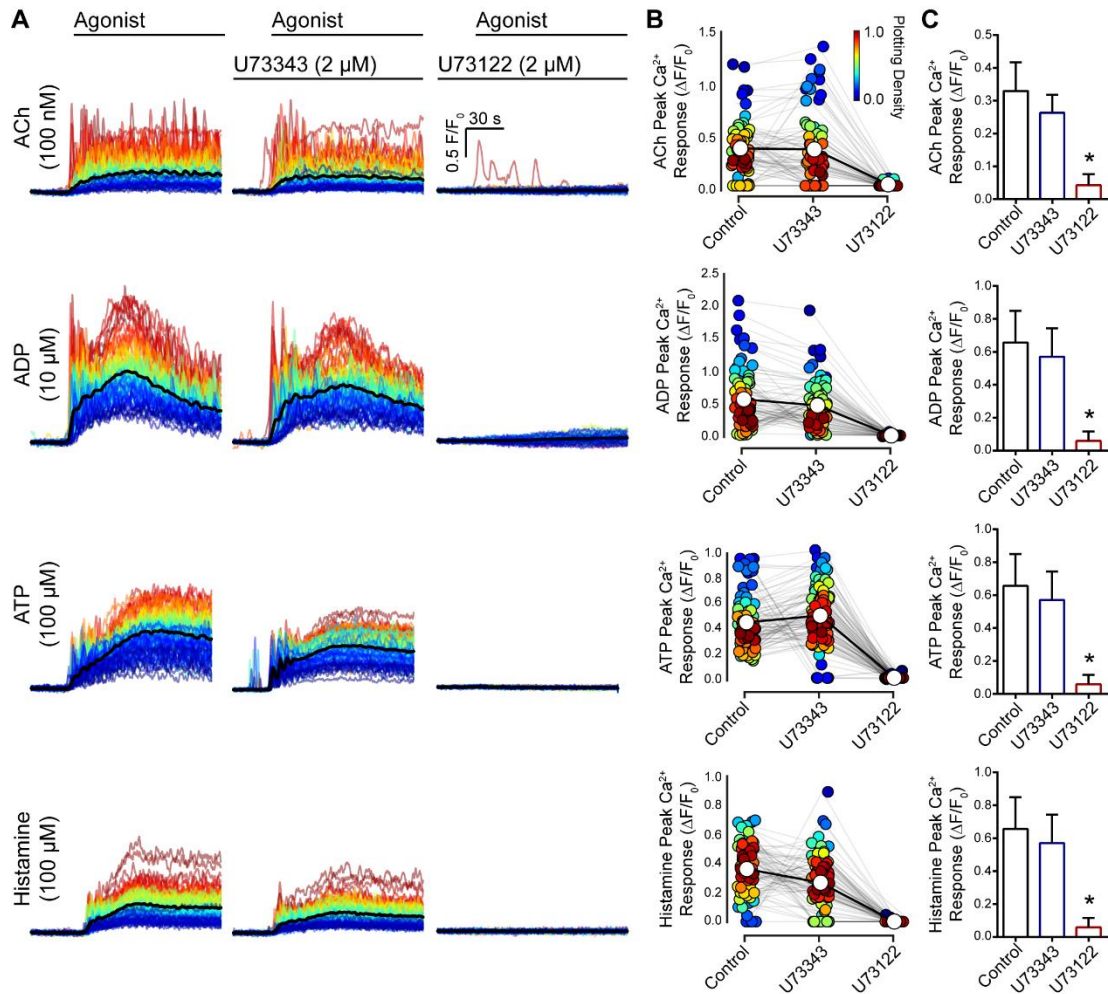 A
Agonist
Agonist
Agonist
U73343 (2 µM)
U73122 (2 µM)
ACh
(100 nM)
0.5 F/F0
30 s
ADP
(10 µM)
ATP
(100 µM)
Histamine
(100 µM)
B
ACh Peak Ca2+
Response (ΔF/F0)
1.5
1.0
0.5
0.0
1.0
0.0
Plotting Density
Control
U73343
U73122
ADP Peak Ca2+
Response (ΔF/F0)
2.5
2.0
1.5
1.0
0.5
0.0
Control
U73343
U73122
ATP Peak Ca2+
Response (ΔF/F0)
1.0
0.8
0.6
0.4
0.2
0.0
Control
U73343
U73122
Histamine Peak Ca2+
Response (ΔF/F0)
1.0
0.8
0.6
0.4
0.2
0.0
Control
U73343
U73122
C
ACh Peak Ca2+
Response (ΔF/F0)
0.5
0.4
0.3
0.2
0.1
0.0
*
Control
U73343
U73122
ADP Peak Ca2+
Response (ΔF/F0)
1.0
0.8
0.6
0.4
0.2
0.0
*
Control
U73343
U73122
ATP Peak Ca2+
Response (ΔF/F0)
1.0
0.8
0.6
0.4
0.2
0.0
*
Control
U73343
U73122
Histamine Peak Ca2+
Response (ΔF/F0)
1.0
0.8
0.6
0.4
0.2
0.0
*
Control
U73343
U73122